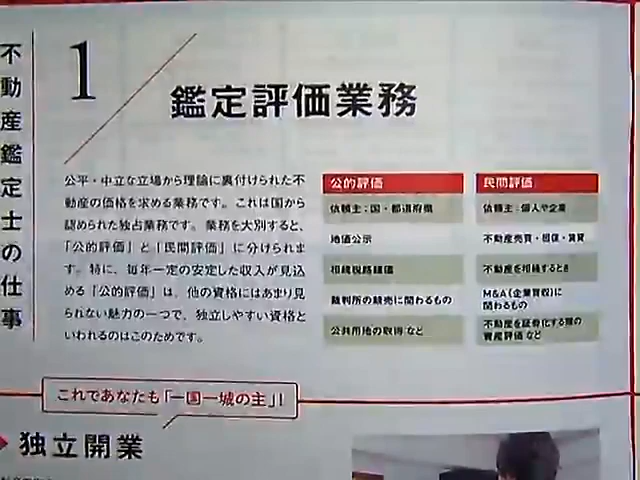 不動産鑑定士の仕事
1
鑑定評価業務
公平・中立な立場から理論に裏付けられた不
動産の価格を求める業務です。これは国から
認められた独占業務です。業務を大別すると、
「公的評価」と「民間評価」に分けられま
す。特に、毎年一定の安定した収入が見込
める「公的評価」は、他の資格にはあまり見
られない魅力の一つで、独立しやすい資格と
いわれるのはこのためです。
公的評価
依頼主:国・都道府県
地価公示
相続税路線価
裁判所の競売に関わるもの
公共用地の取得 など
民間評価
依頼主:個人や企業
不動産売買・担保・賃貸
不動産を相続するとき
M&A(企業買収)に
関わるもの
不動産を証券化する際の
資産評価 など
これであなたも「一国一城の主」!
独立開業